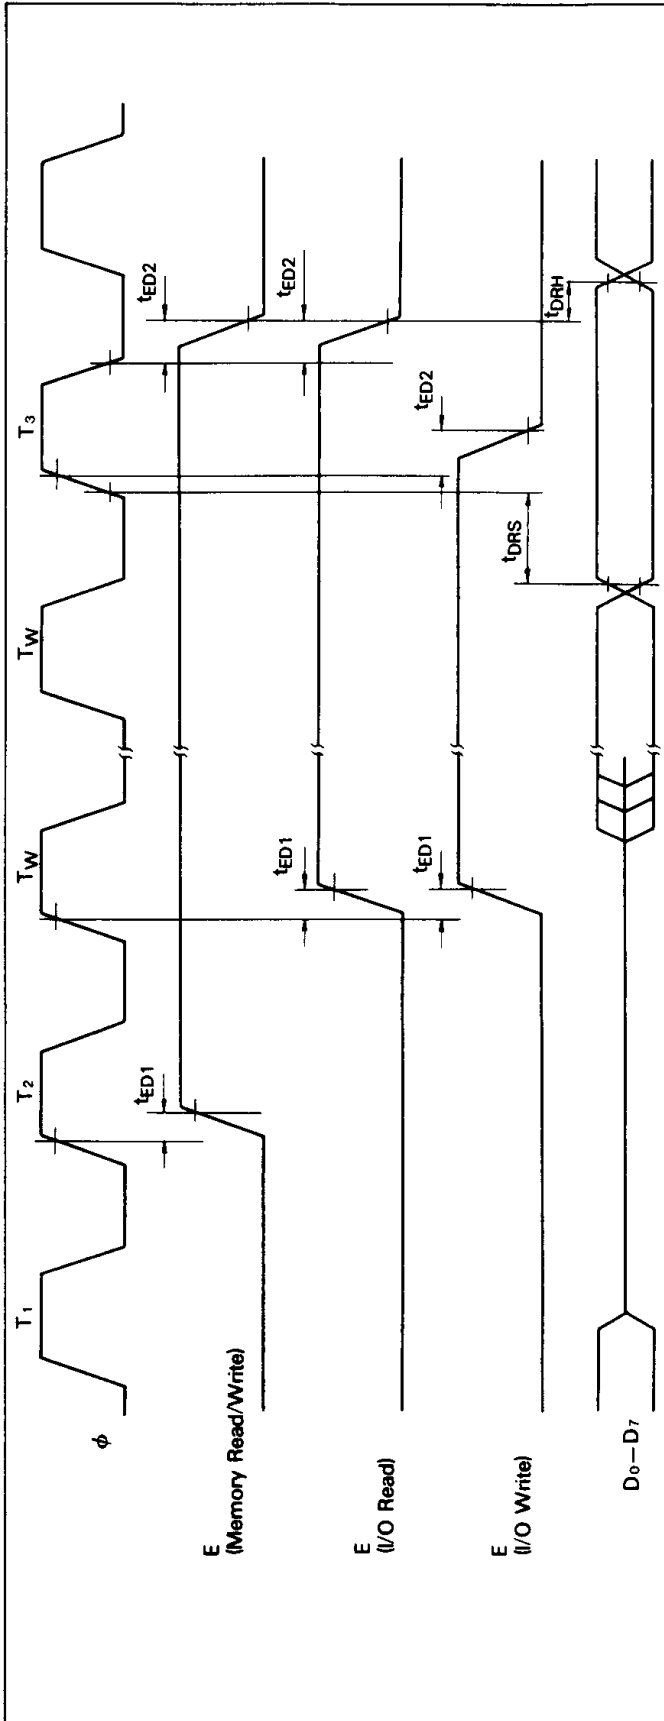 T1 T2 TW TW T3
φ
tED1 tED2
E
(Memory Read/Write)
tED1 tED2
E
(I/O Read)
tED1 tED2
E
(I/O Write)
tDRS tDRH
D0–D7